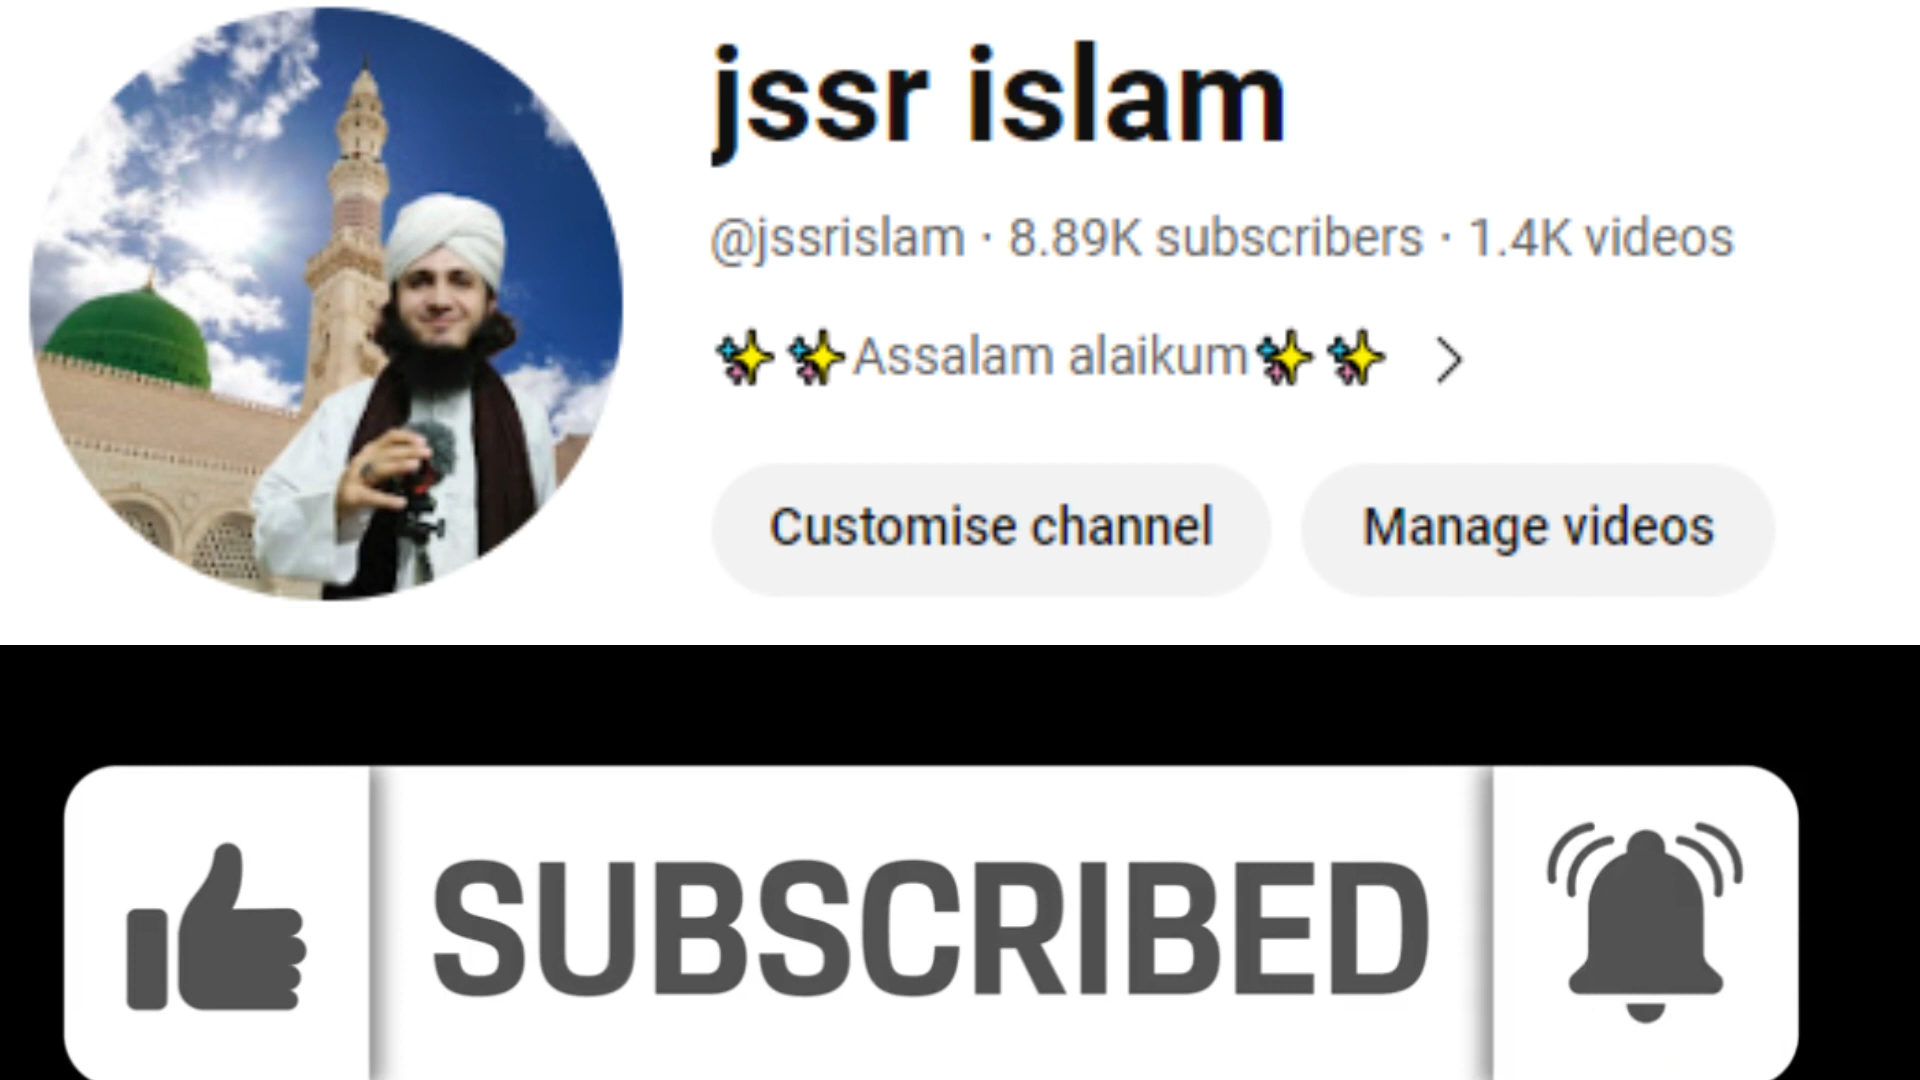 jssr islam
@jssrislam · 8.89K subscribers · 1.4K videos
✨✨Assalam alaikum✨✨ >
Customise channel Manage videos
SUBSCRIBED